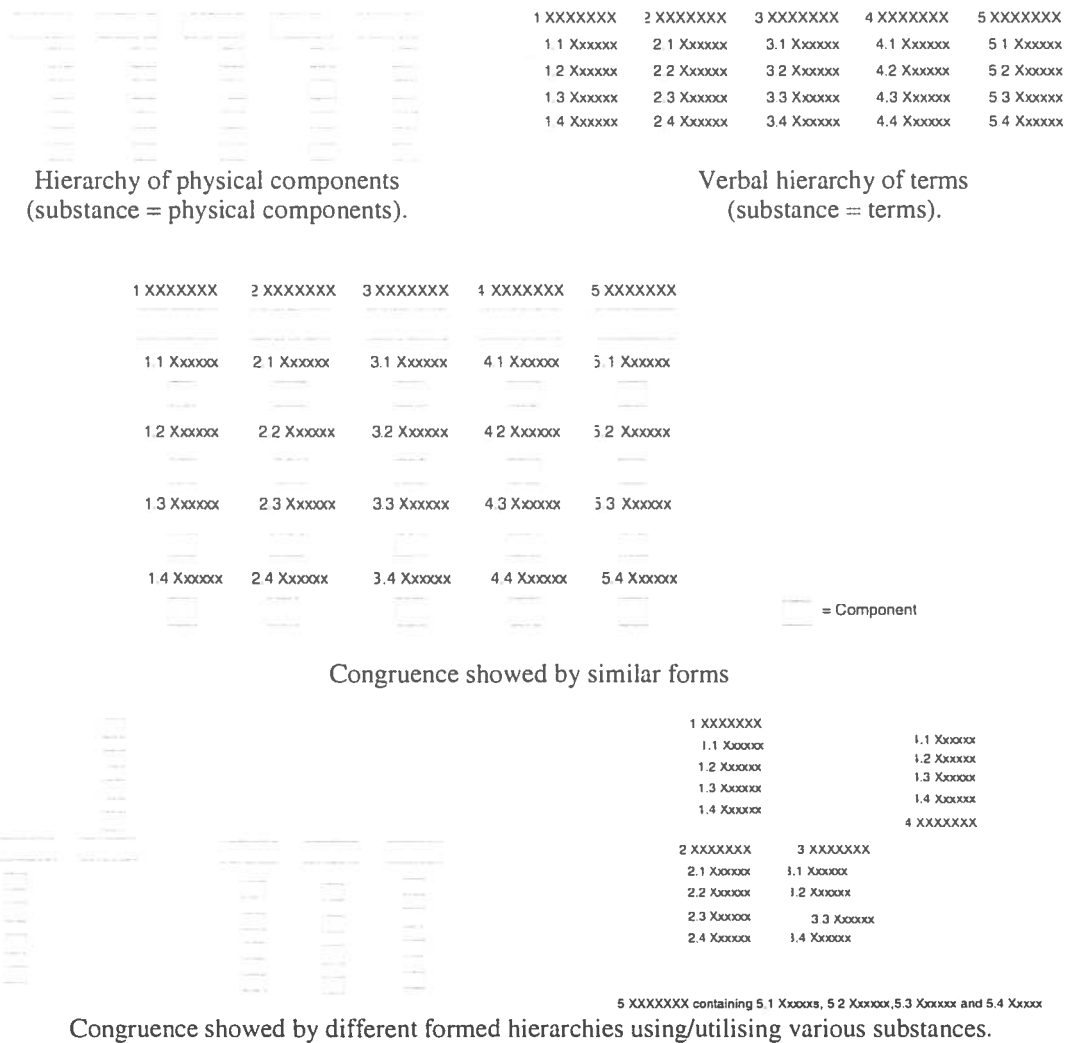 1 XXXXXXX 2 XXXXXXX 3 XXXXXXX 4 XXXXXXX 5 XXXXXXX
1.1 Xxxxxx 2.1 Xxxxxx 3.1 Xxxxxx 4.1 Xxxxxx 5 1 Xxxxxx
1.2 Xxxxxx 2 2 Xxxxxx 3 2 Xxxxxx 4.2 Xxxxxx 5 2 Xxxxxx
1.3 Xxxxxx 2.3 Xxxxxx 3 3 Xxxxxx 4.3 Xxxxxx 5 3 Xxxxxx
1 4 Xxxxxx 2 4 Xxxxxx 3.4 Xxxxxx 4.4 Xxxxxx 5.4 Xxxxxx
Hierarchy of physical components
(substance = physical components).
Verbal hierarchy of terms
(substance = terms).
1 XXXXXXX 2 XXXXXXX 3 XXXXXXX 4 XXXXXXX 5 XXXXXXX
1.1 Xxxxxx 2.1 Xxxxxx 3.1 Xxxxxx 4.1 Xxxxxx 5.1 Xxxxxx
1.2 Xxxxxx 2 2 Xxxxxx 3.2 Xxxxxx 4 2 Xxxxxx 5.2 Xxxxxx
1.3 Xxxxxx 2.3 Xxxxxx 3.3 Xxxxxx 4.3 Xxxxxx 5.3 Xxxxxx
1.4 Xxxxxx 2.4 Xxxxxx 3.4 Xxxxxx 4.4 Xxxxxx 5.4 Xxxxxx
= Component
Congruence showed by similar forms
1 XXXXXXX
1.1 Xxxxxx
1.2 Xxxxxx
1.3 Xxxxxx
1.4 Xxxxxx
4.1 Xxxxxx
4.2 Xxxxxx
4.3 Xxxxxx
4.4 Xxxxxx
4 XXXXXXX
2 XXXXXXX 3 XXXXXXX
2.1 Xxxxxx 3.1 Xxxxxx
2.2 Xxxxxx 3.2 Xxxxxx
2.3 Xxxxxx 3 3 Xxxxxx
2.4 Xxxxxx 3.4 Xxxxxx
5 XXXXXXX containing 5.1 Xxxxxs, 5 2 Xxxxxx,5.3 Xxxxxx and 5.4 Xxxxx
Congruence showed by different formed hierarchies using/utilising various substances.